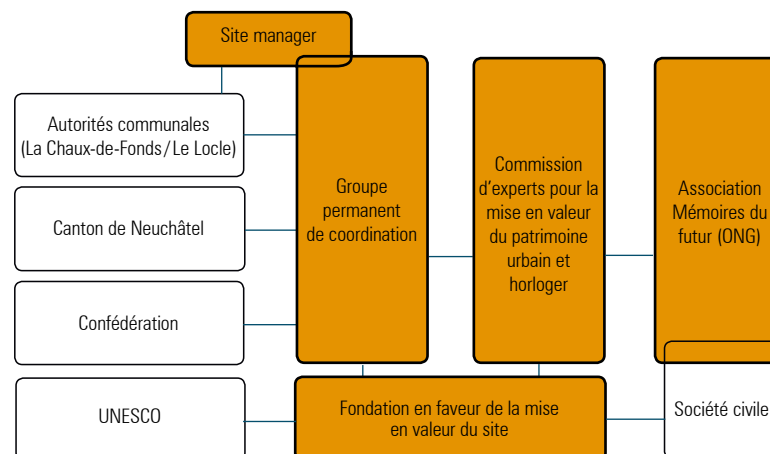 Site manager
Autorités communales
(La Chaux-de-Fonds/Le Locle)
Canton de Neuchâtel
Confédération
UNESCO
Groupe
permanent
de coordination
Commission
d'experts pour la
mise en valeur
du patrimoine
urbain et
horloger
Association
Mémoires du
futur (ONG)
Fondation en faveur de la mise
en valeur du site
Société civile